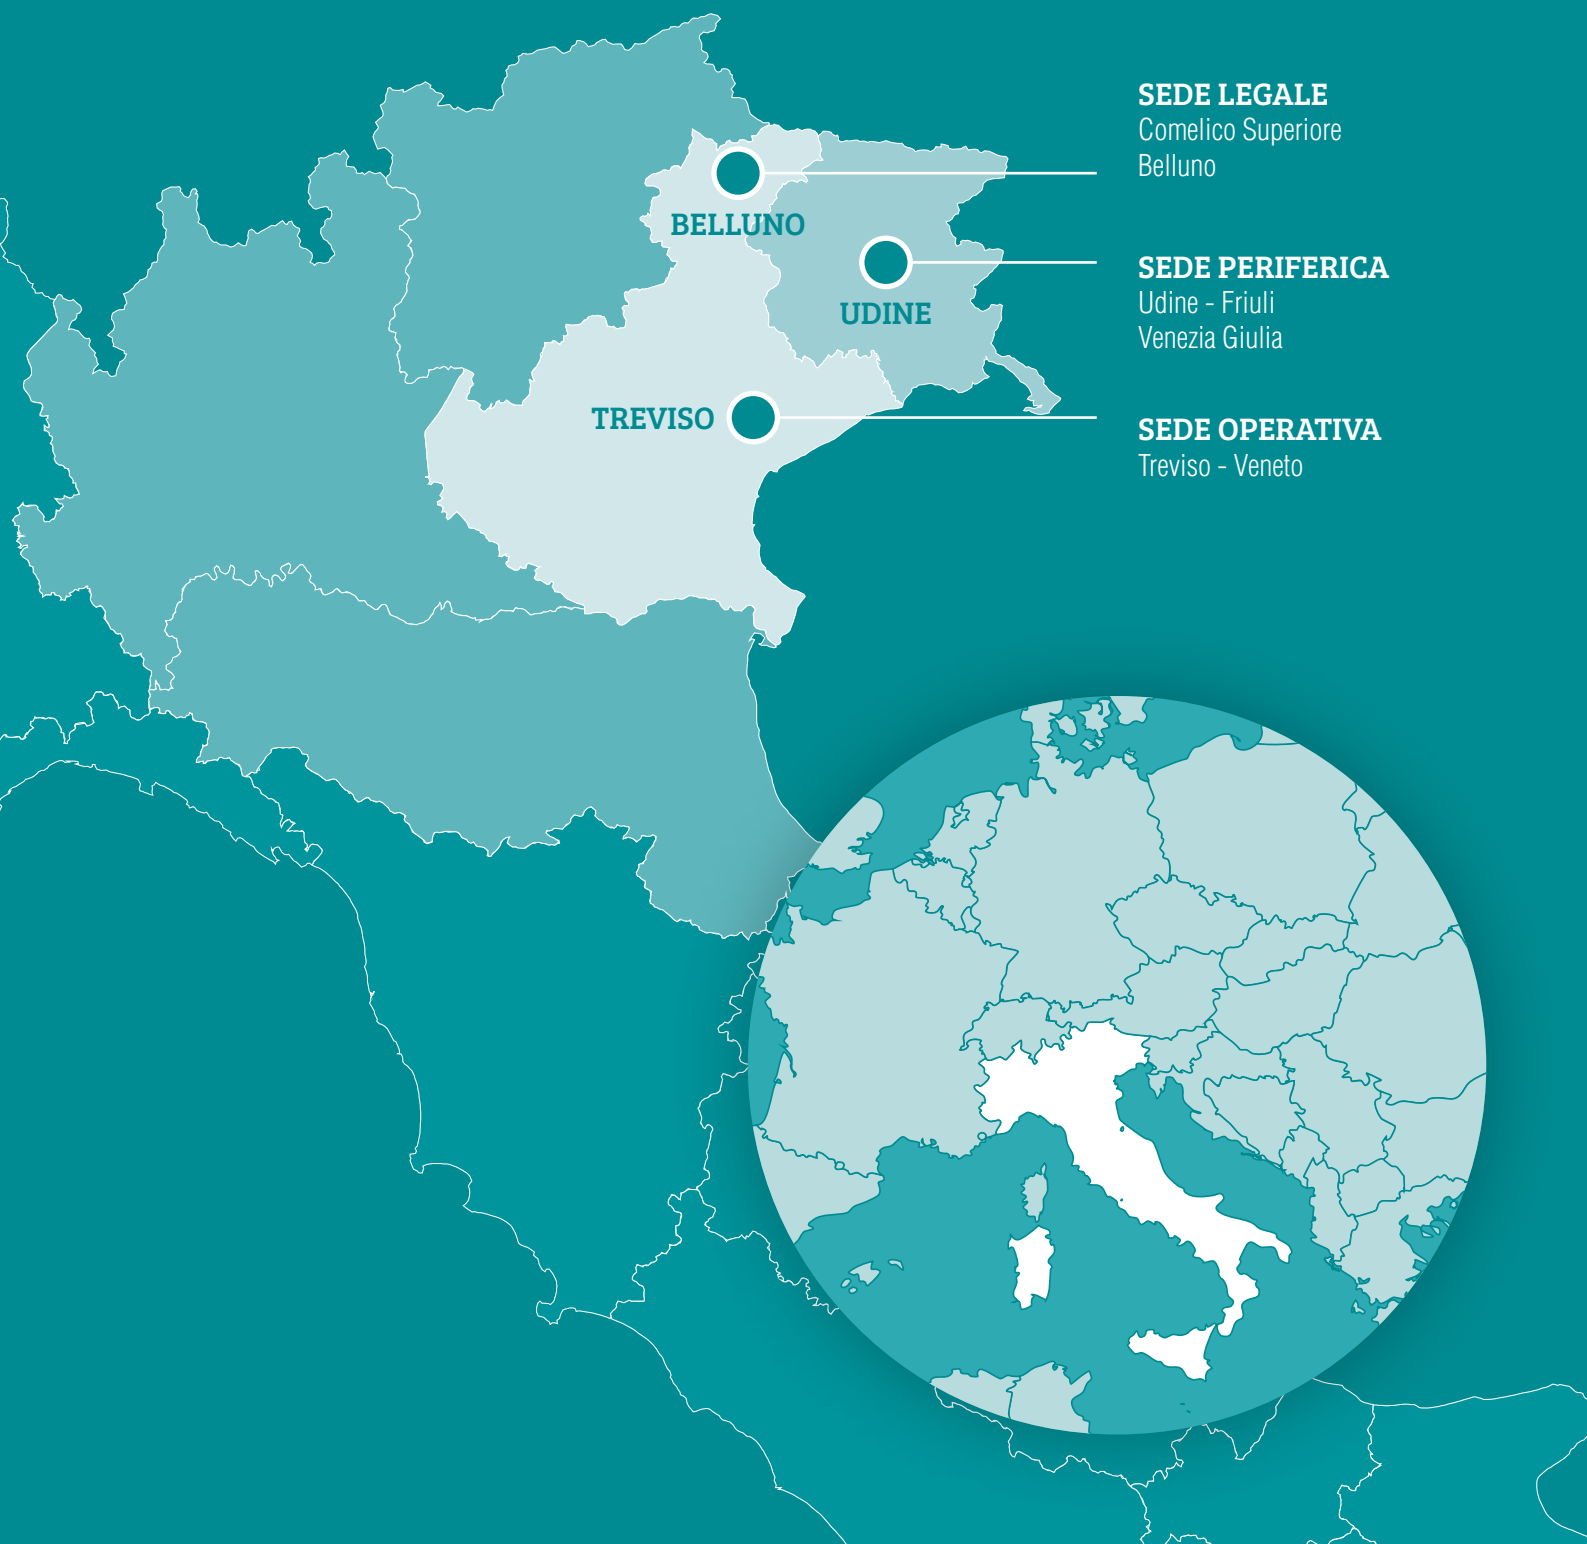 SEDE LEGALE
Comelico Superiore
Belluno
BELLUNO
SEDE PERIFERICA
Udine - Friuli
Venezia Giulia
UDINE
TREVISO
SEDE OPERATIVA
Treviso - Veneto